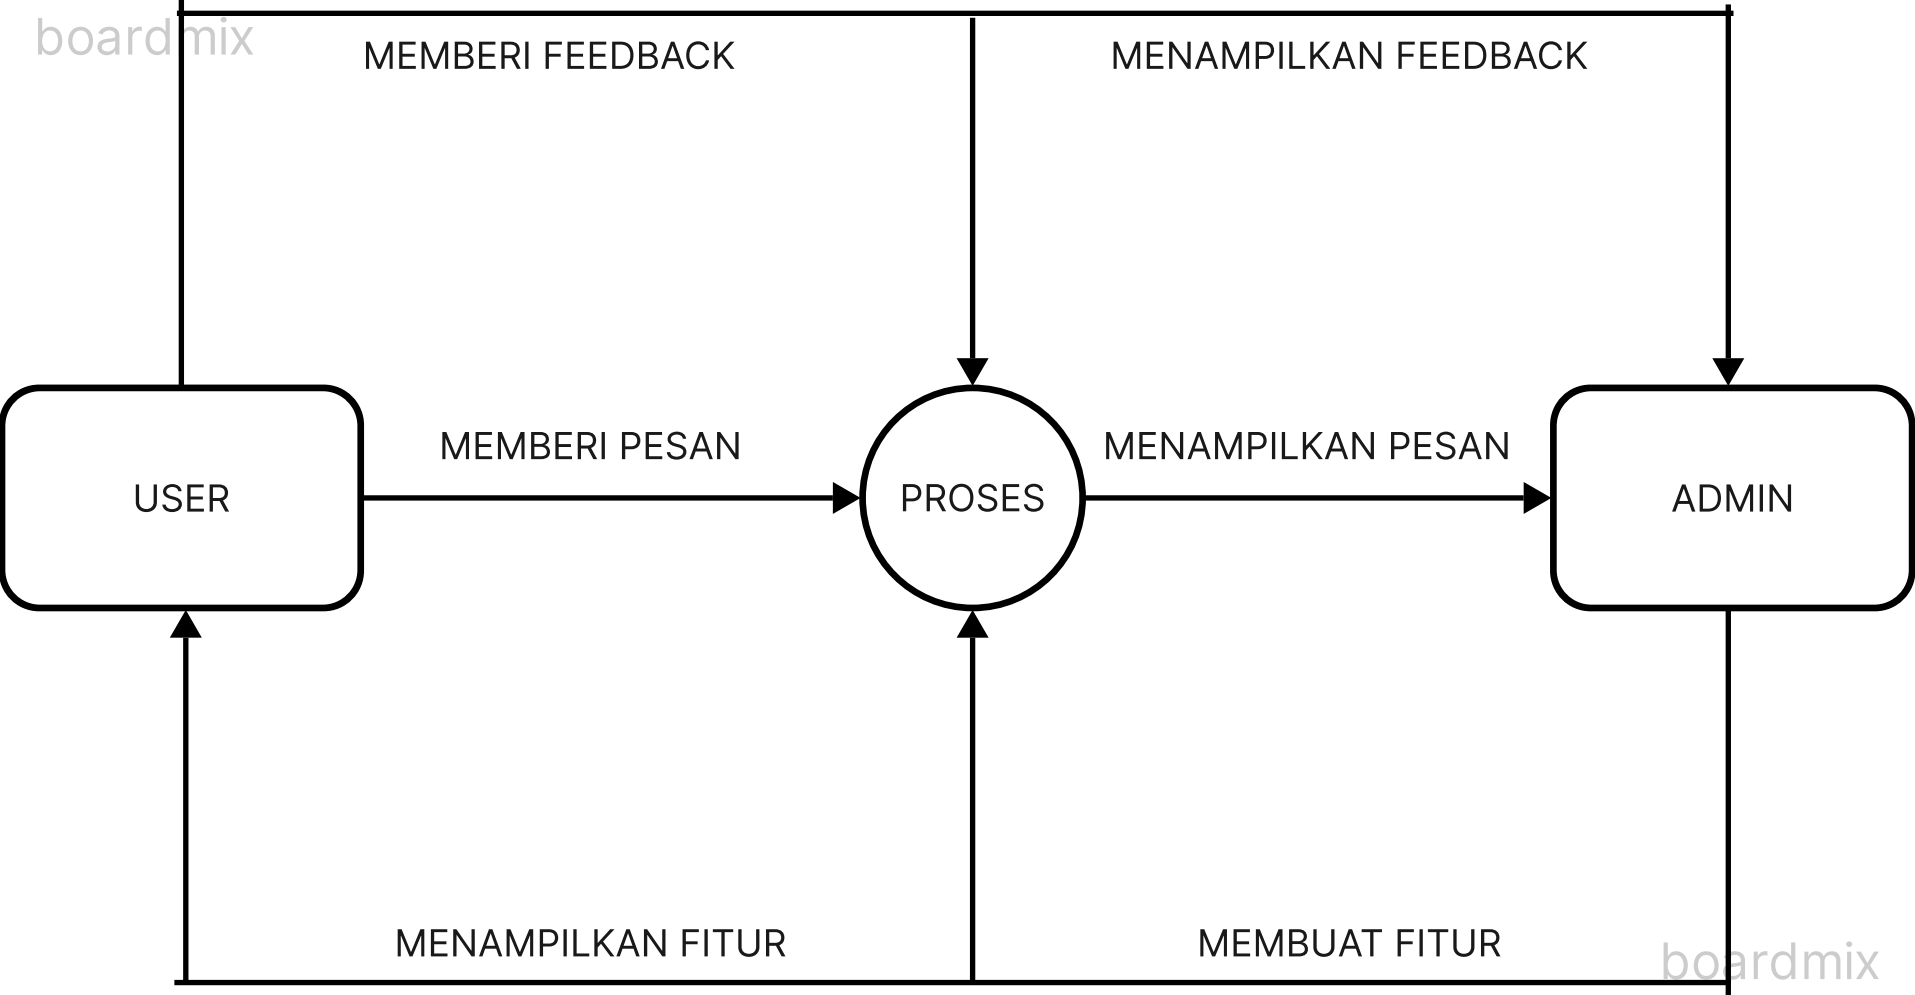 boardmix
MEMBERI FEEDBACK
MENAMPILKAN FEEDBACK
MEMBERI PESAN
MENAMPILKAN PESAN
USER
PROSES
ADMIN
MENAMPILKAN FITUR
MEMBUAT FITUR
boardmix